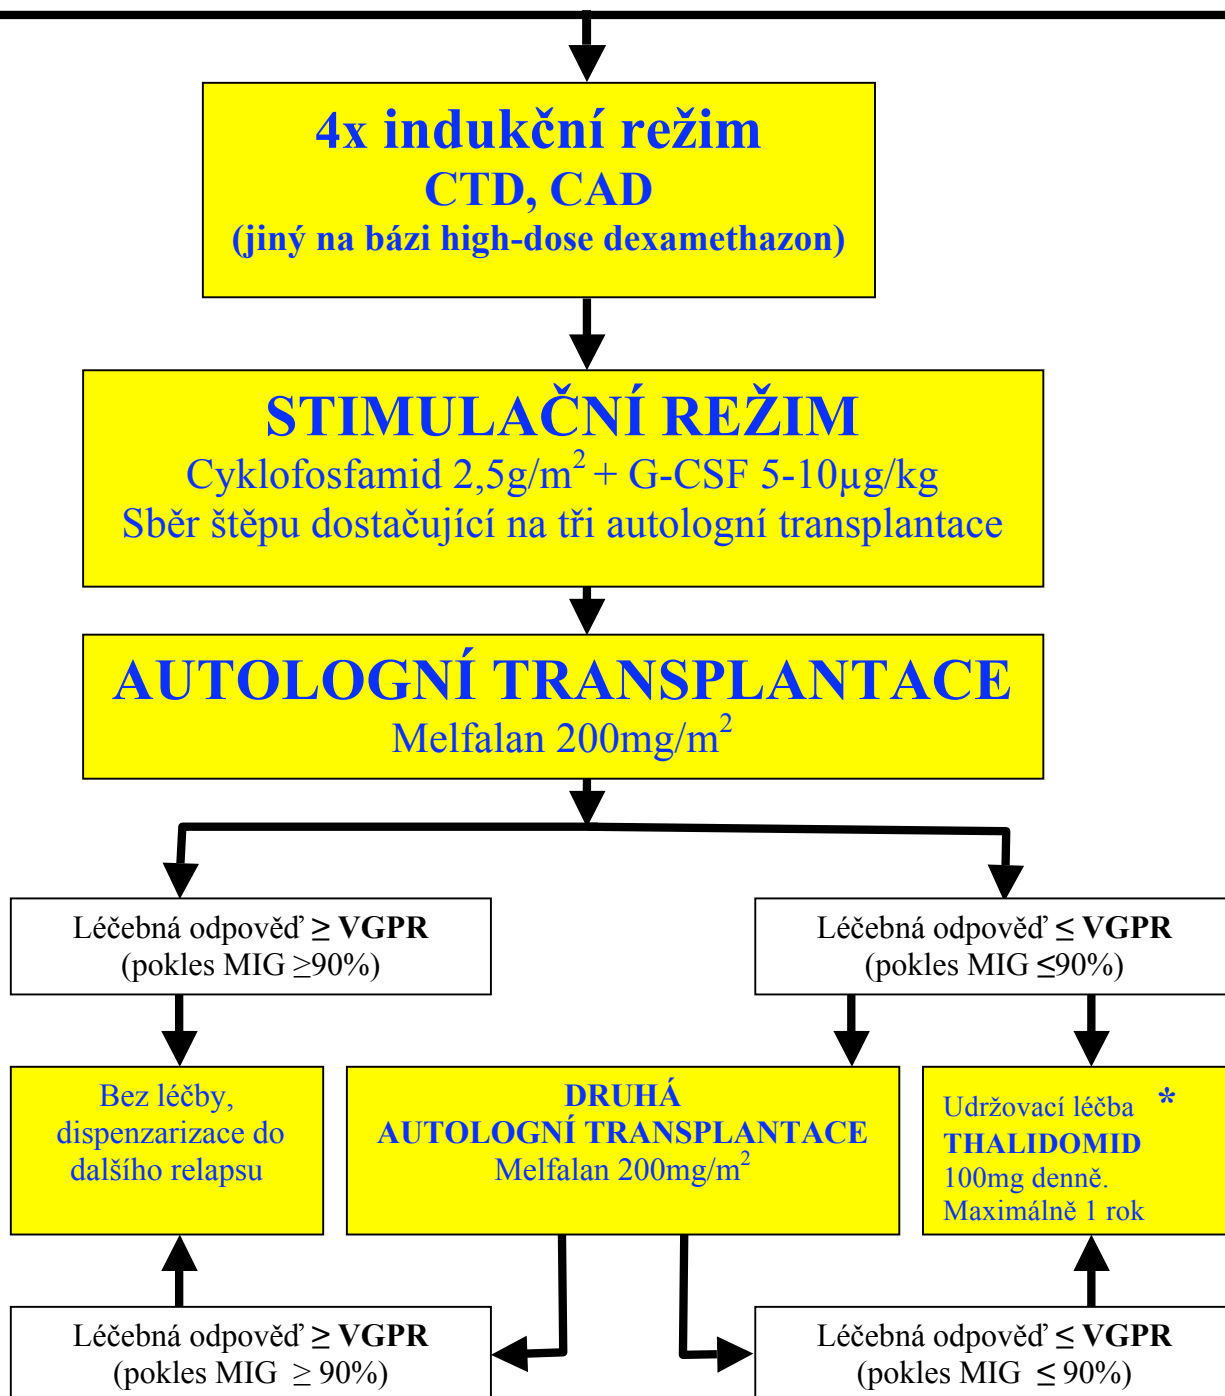 4x indukční režim
CTD, CAD
(jiný na bázi high-dose dexamethazon)
STIMULAČNÍ REŽIM
Cyklofosfamid 2,5g/m² + G-CSF 5-10µg/kg
Sběr štěpu dostačující na tři autologní transplantace
AUTOLOGNÍ TRANSPLANTACE
Melfalan 200mg/m²
Léčebná odpověď ≥ VGPR
(pokles MIG ≥90%)
Léčebná odpověď ≤ VGPR
(pokles MIG ≤90%)
Bez léčby,
dispenzarizace do
dalšího relapsu
DRUHÁ
AUTOLOGNÍ TRANSPLANTACE
Melfalan 200mg/m²
Udržovací léčba *
THALIDOMID
100mg denně.
Maximálně 1 rok
Léčebná odpověď ≥ VGPR
(pokles MIG ≥ 90%)
Léčebná odpověď ≤ VGPR
(pokles MIG ≤ 90%)